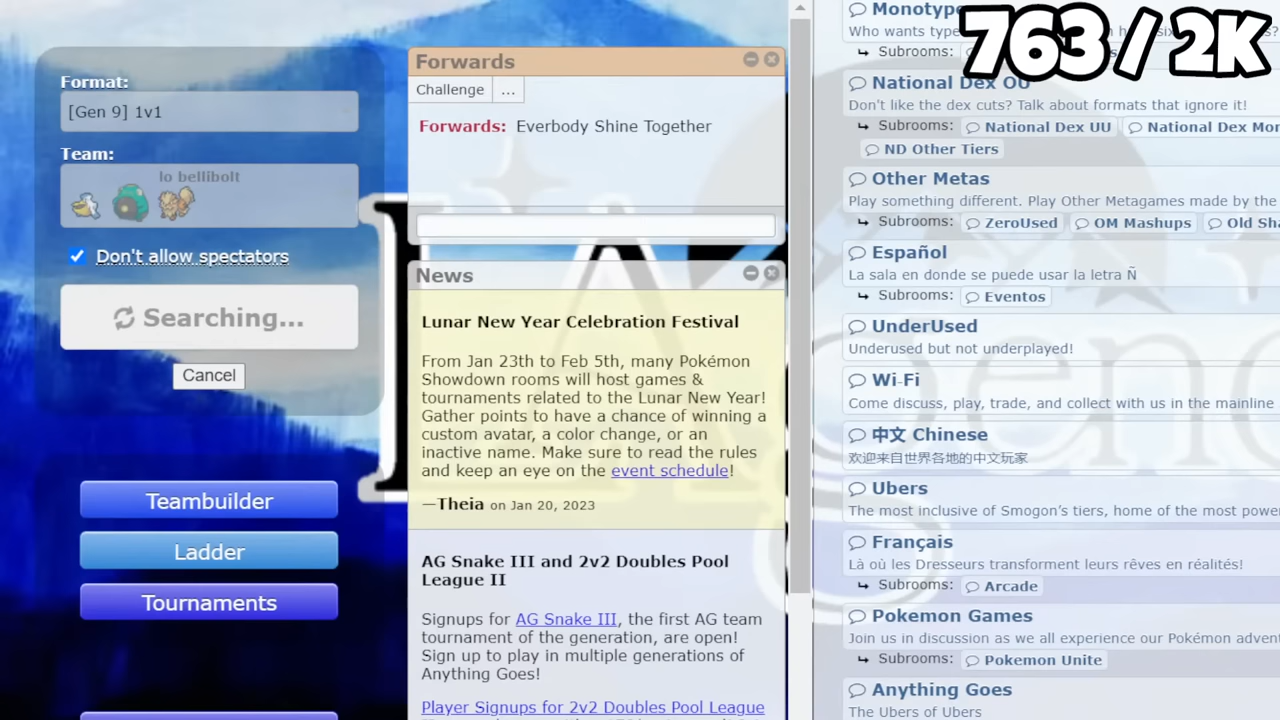 Format:
[Gen 9] 1v1
Team:
lo bellibolt
Don't allow spectators
Searching...
Cancel
Teambuilder
Ladder
Tournaments
Forwards
Challenge
...
Forwards: Everbody Shine Together
News
Lunar New Year Celebration Festival
From Jan 23th to Feb 5th, many Pokémon
Showdown rooms will host games &
tournaments related to the Lunar New Year!
Gather points to have a chance of winning a
custom avatar, a color change, or an
inactive name. Make sure to read the rules
and keep an eye on the event schedule!
—Theia on Jan 20, 2023
AG Snake III and 2v2 Doubles Pool
League II
Signups for AG Snake III, the first AG team
tournament of the generation, are open!
Sign up to play in multiple generations of
Anything Goes!
Player Signups for 2v2 Doubles Pool League
763 / 2K
Monotype
Who wants type
Subrooms:
National Dex OU
Don't like the dex cuts? Talk about formats that ignore it!
Subrooms: National Dex UU National Dex Mon
ND Other Tiers
Other Metas
Play something different. Play Other Metagames made by the
Subrooms: ZeroUsed OM Mashups Old Sha
Español
La sala en donde se puede usar la letra Ñ
Subrooms: Eventos
UnderUsed
Underused but not underplayed!
Wi-Fi
Come discuss, play, trade, and collect with us in the mainline
中文 Chinese
欢迎来自世界各地的中文玩家
Ubers
The most inclusive of Smogon's tiers, home of the most power
Français
Là où les Dresseurs transforment leurs rêves en réalités!
Subrooms: Arcade
Pokemon Games
Join us in discussion as we all experience our Pokémon adven
Subrooms: Pokemon Unite
Anything Goes
The Ubers of Ubers